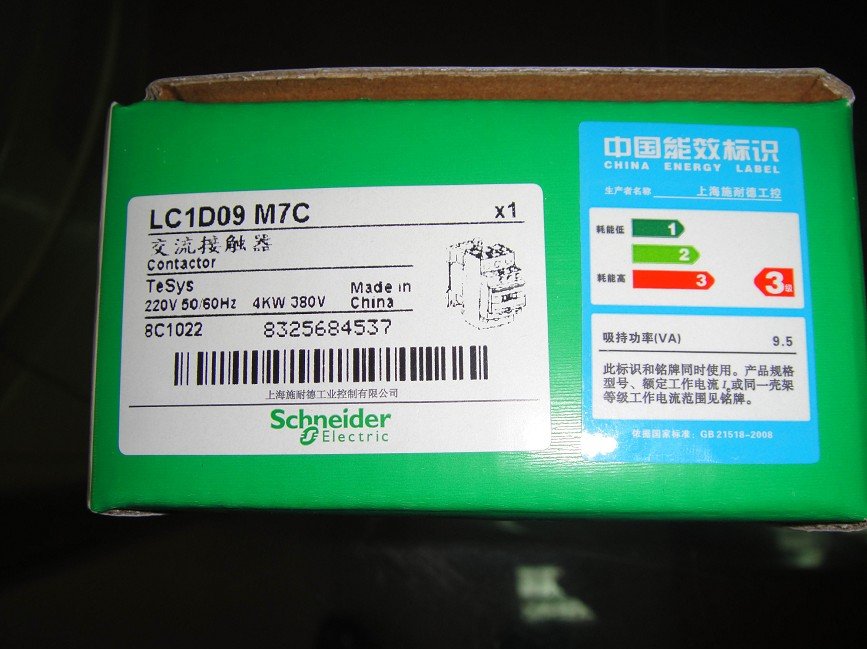 LC1D09 M7C x1
交流接触器
Contactor
TeSys
220V 50/60Hz 4KW 380V Made in China
8C1022 8325684537
上海施耐德工业控制有限公司
Schneider
Electric
中国能效标识
CHINA ENERGY LABEL
生产者名称 上海施耐德工控
耗能低 1
2
耗能高 3 3级
吸持功率(VA) 9.5
此标识和铭牌同时使用。产品规格
型号、额定工作电流Ie或同一壳架
等级工作电流范围见铭牌。
依据国家标准: GB 21518-2008